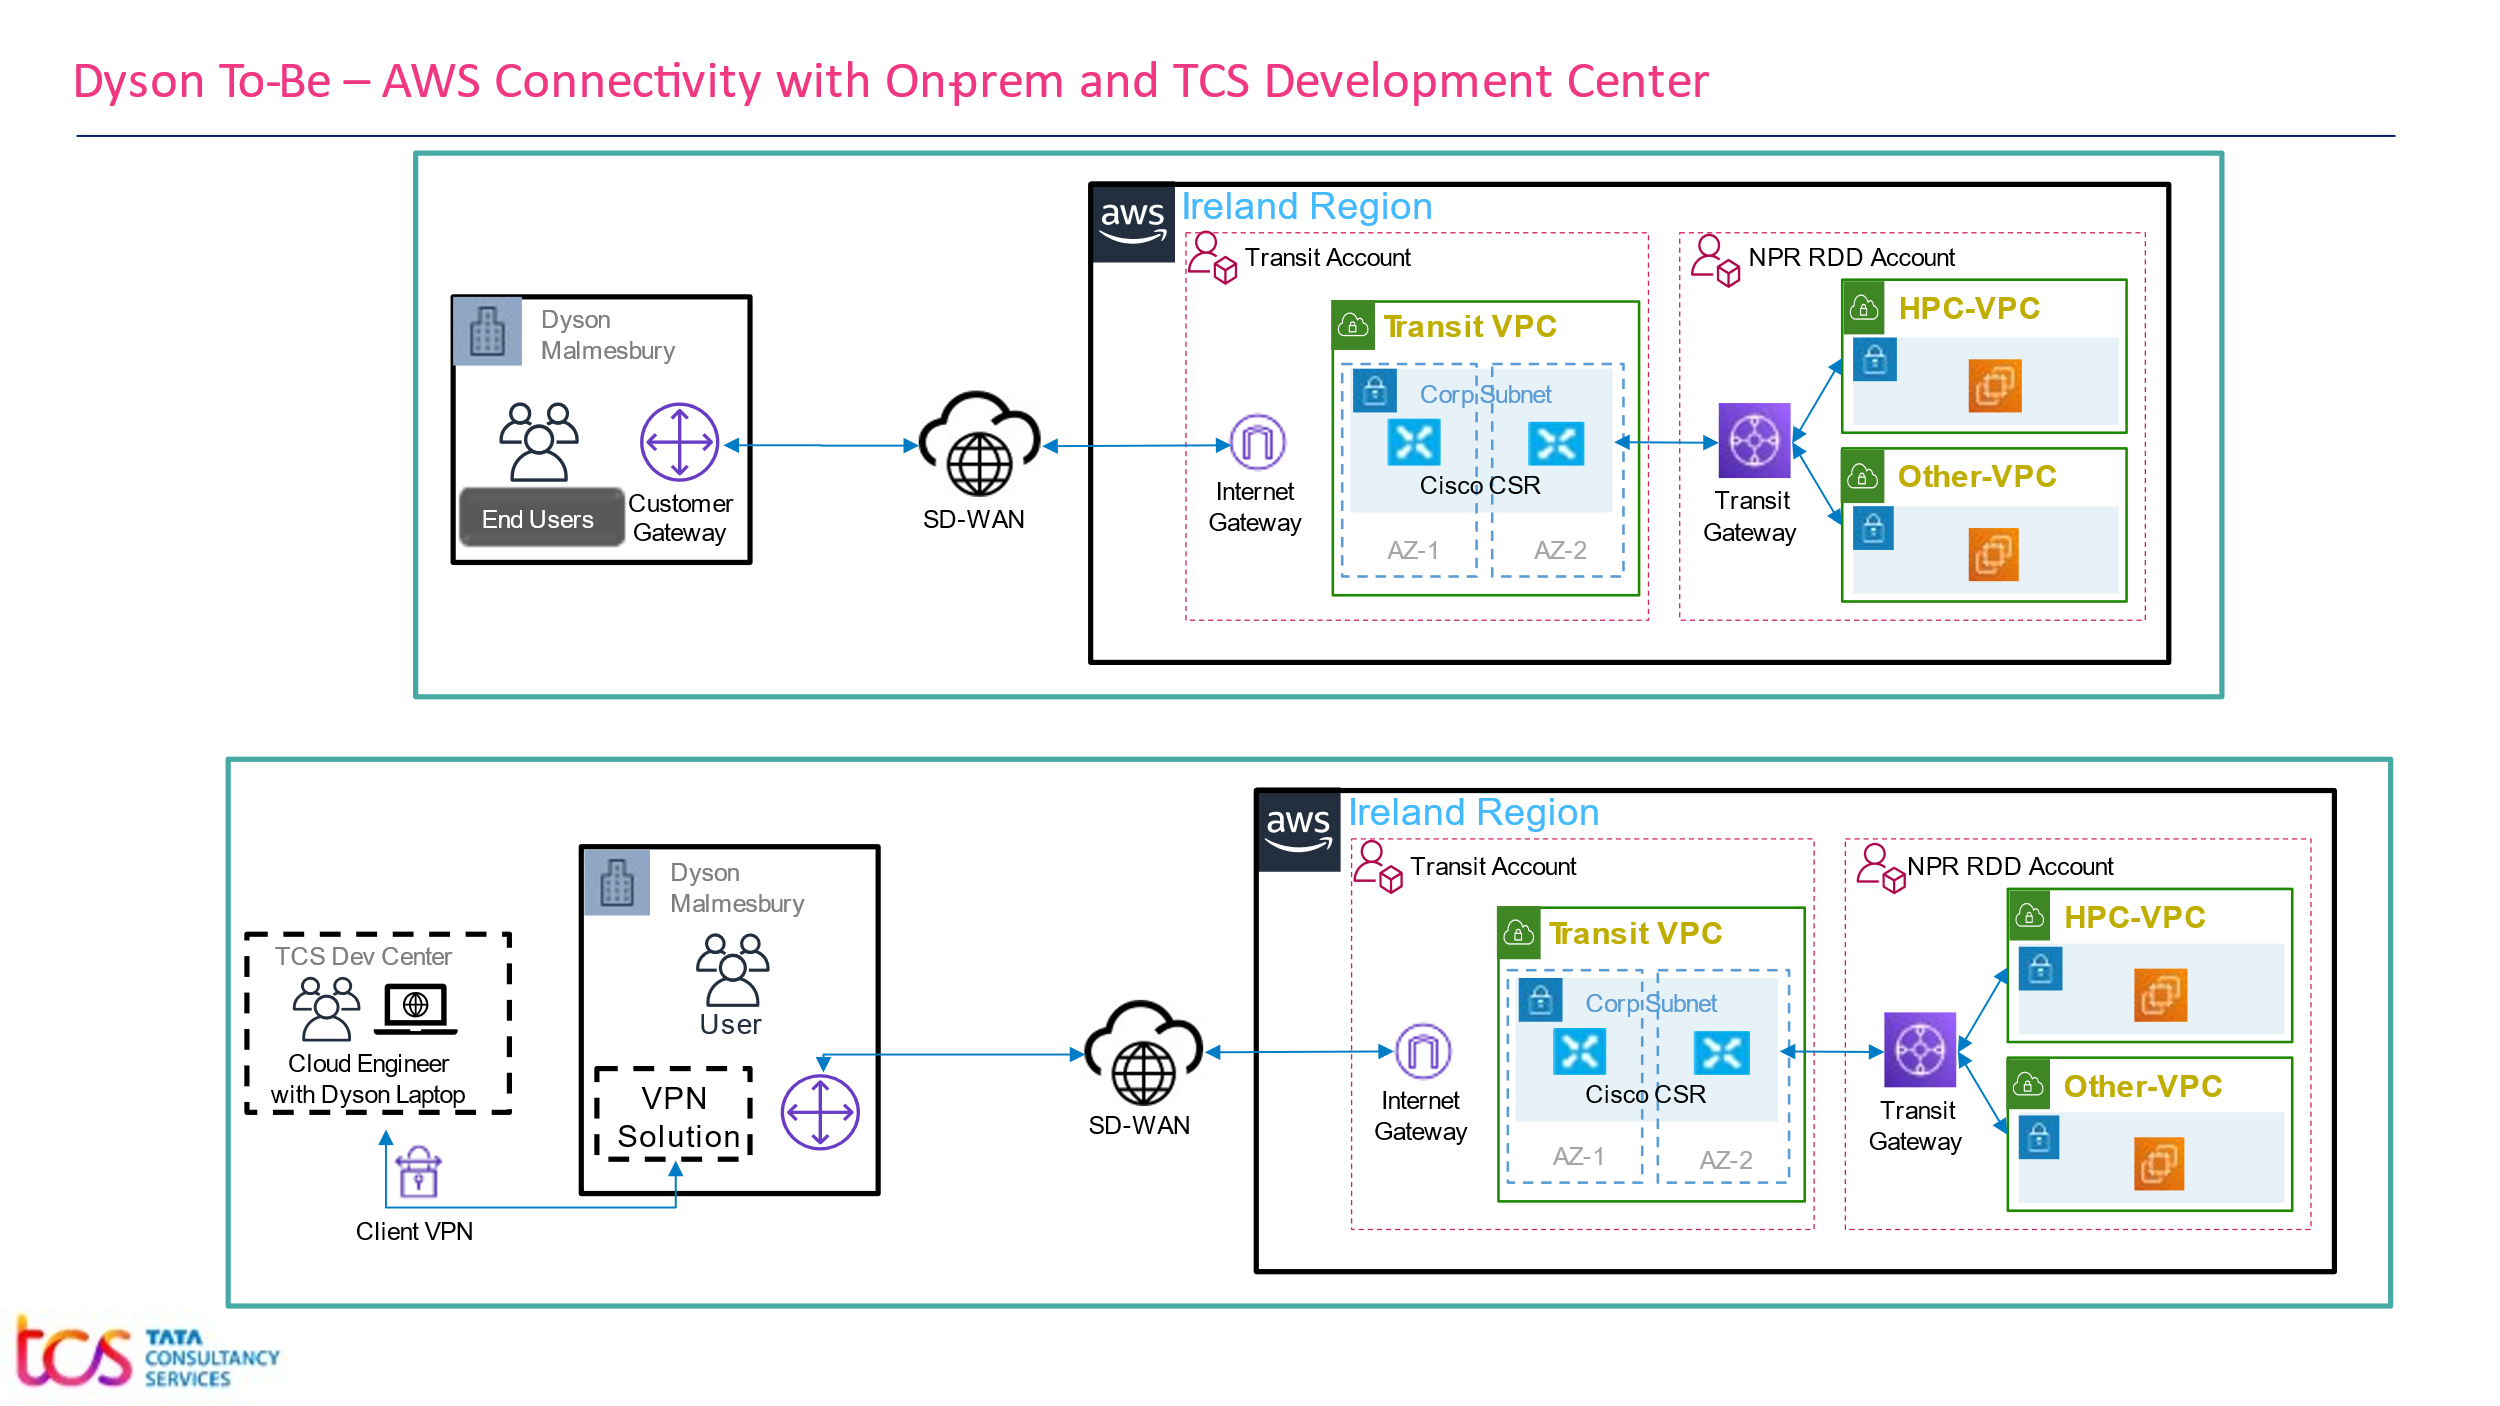 Dyson To-Be – AWS Connectivity with On-prem and TCS Development Center
aws
Ireland Region
Transit Account
NPR RDD Account
Dyson
Malmesbury
Transit VPC
HPC-VPC
Corp Subnet
Other-VPC
Cisco CSR
End Users
Customer
Gateway
SD-WAN
Internet
Gateway
AZ-1
AZ-2
Transit
Gateway
aws
Ireland Region
Transit Account
NPR RDD Account
Dyson
Malmesbury
Transit VPC
HPC-VPC
TCS Dev Center
Corp Subnet
User
Cloud Engineer
with Dyson Laptop
VPN
Solution
Cisco CSR
Other-VPC
SD-WAN
Internet
Gateway
AZ-1
AZ-2
Transit
Gateway
Client VPN
tcs
TATA
CONSULTANCY
SERVICES